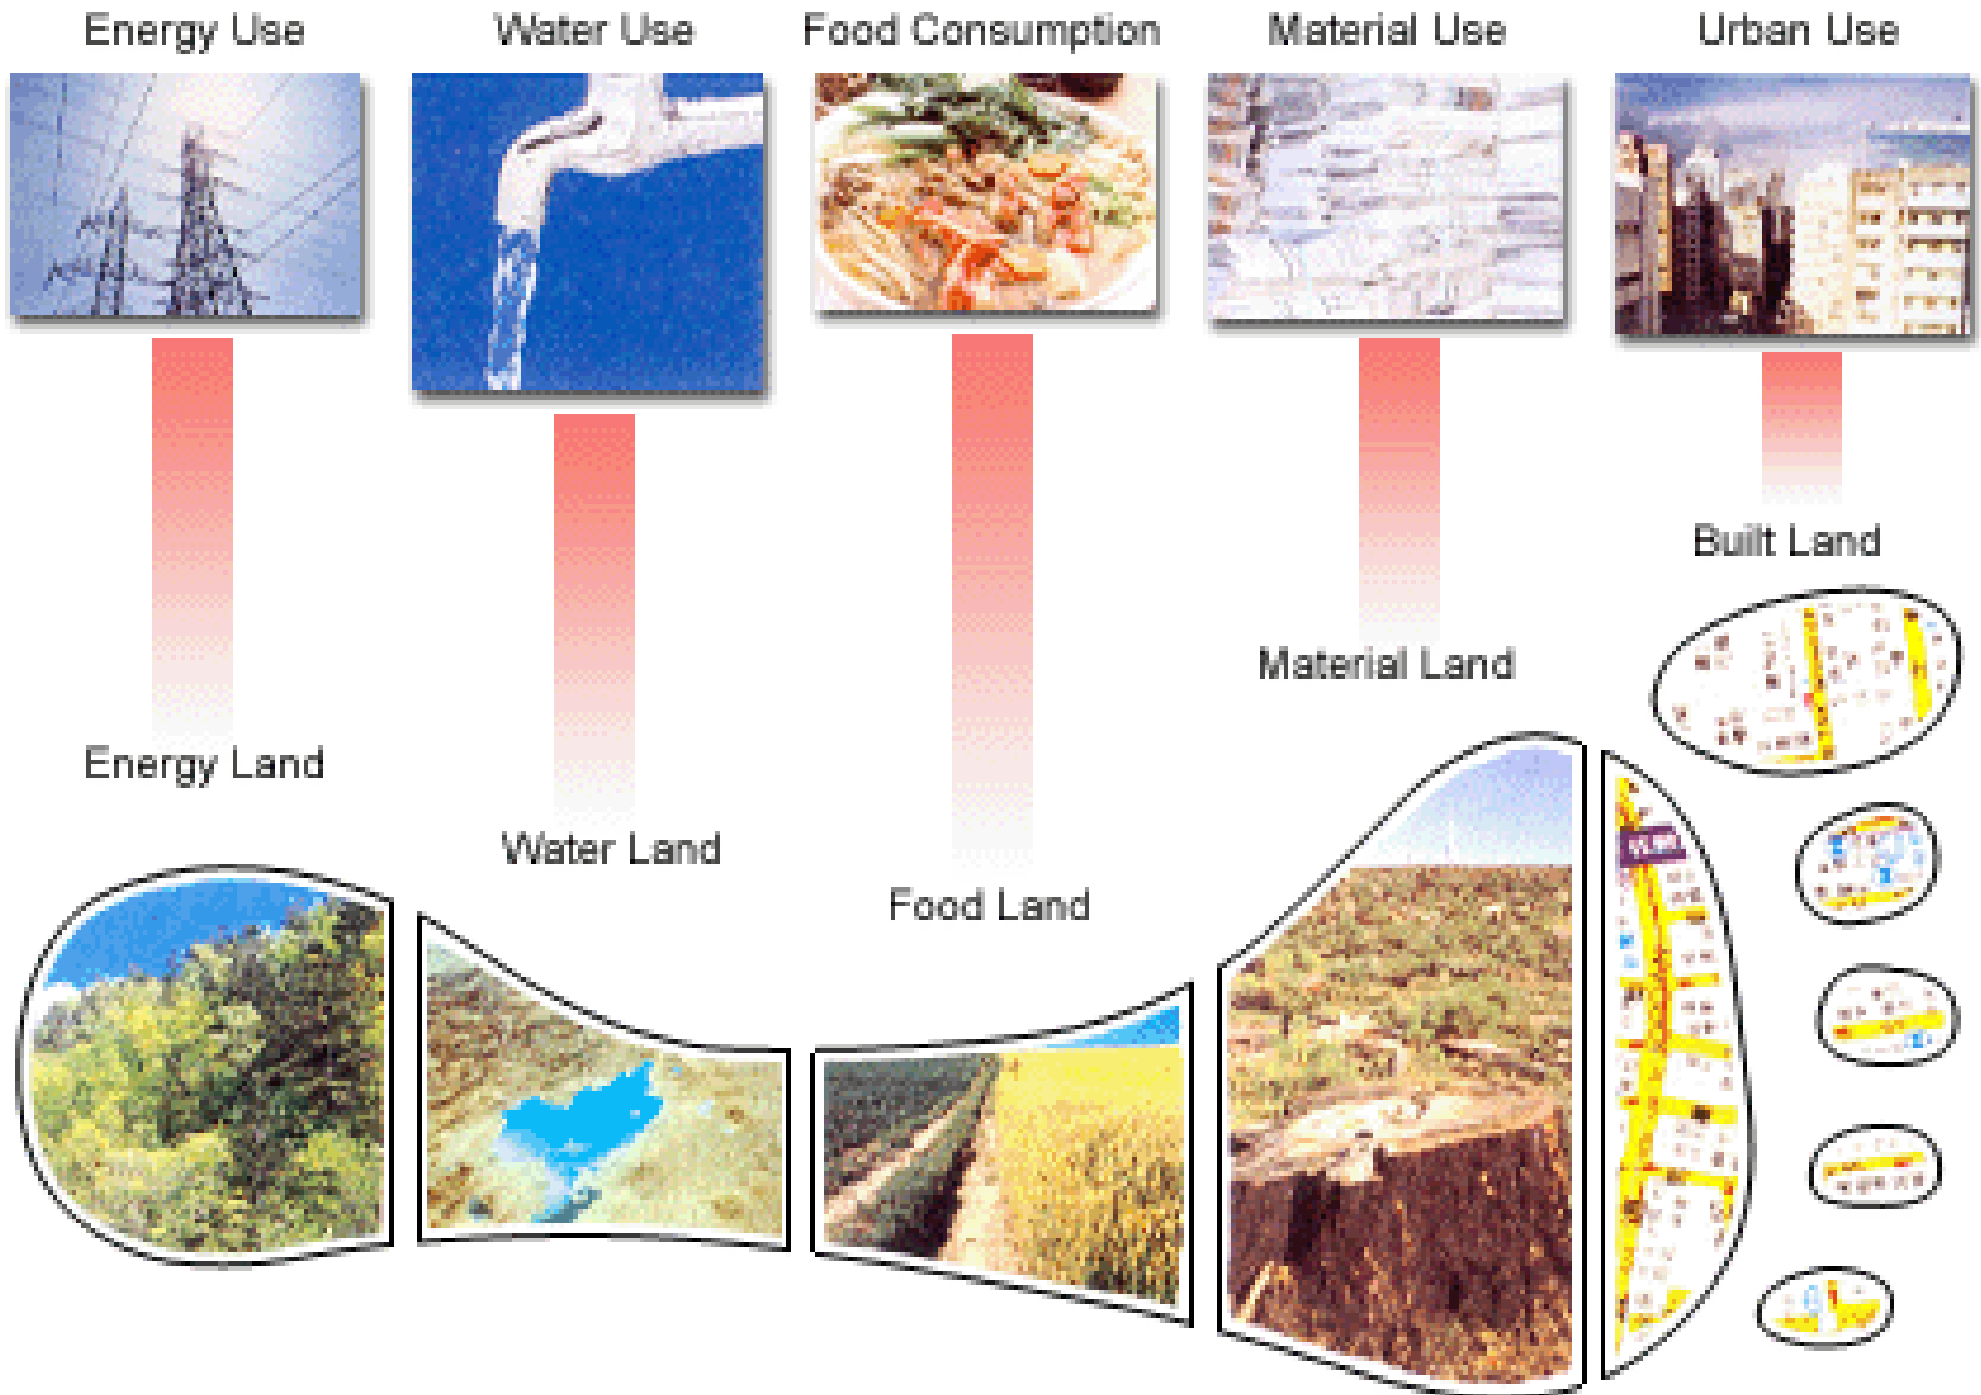 Energy Use
Water Use
Food Consumption
Material Use
Urban Use
Built Land
Material Land
Energy Land
Water Land
Food Land